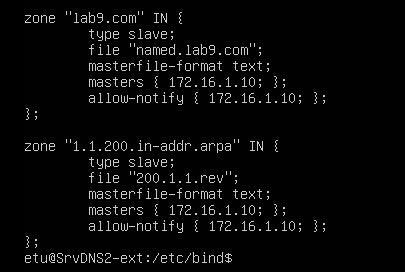 zone "lab9.com" IN {
        type slave;
        file "named.lab9.com";
        masterfile-format text;
        masters { 172.16.1.10; };
        allow-notify { 172.16.1.10; };
};

zone "1.1.200.in-addr.arpa" IN {
        type slave;
        file "200.1.1.rev";
        masterfile-format text;
        masters { 172.16.1.10; };
        allow-notify { 172.16.1.10; };
};
etu@SrvDNS2-ext:/etc/bind$